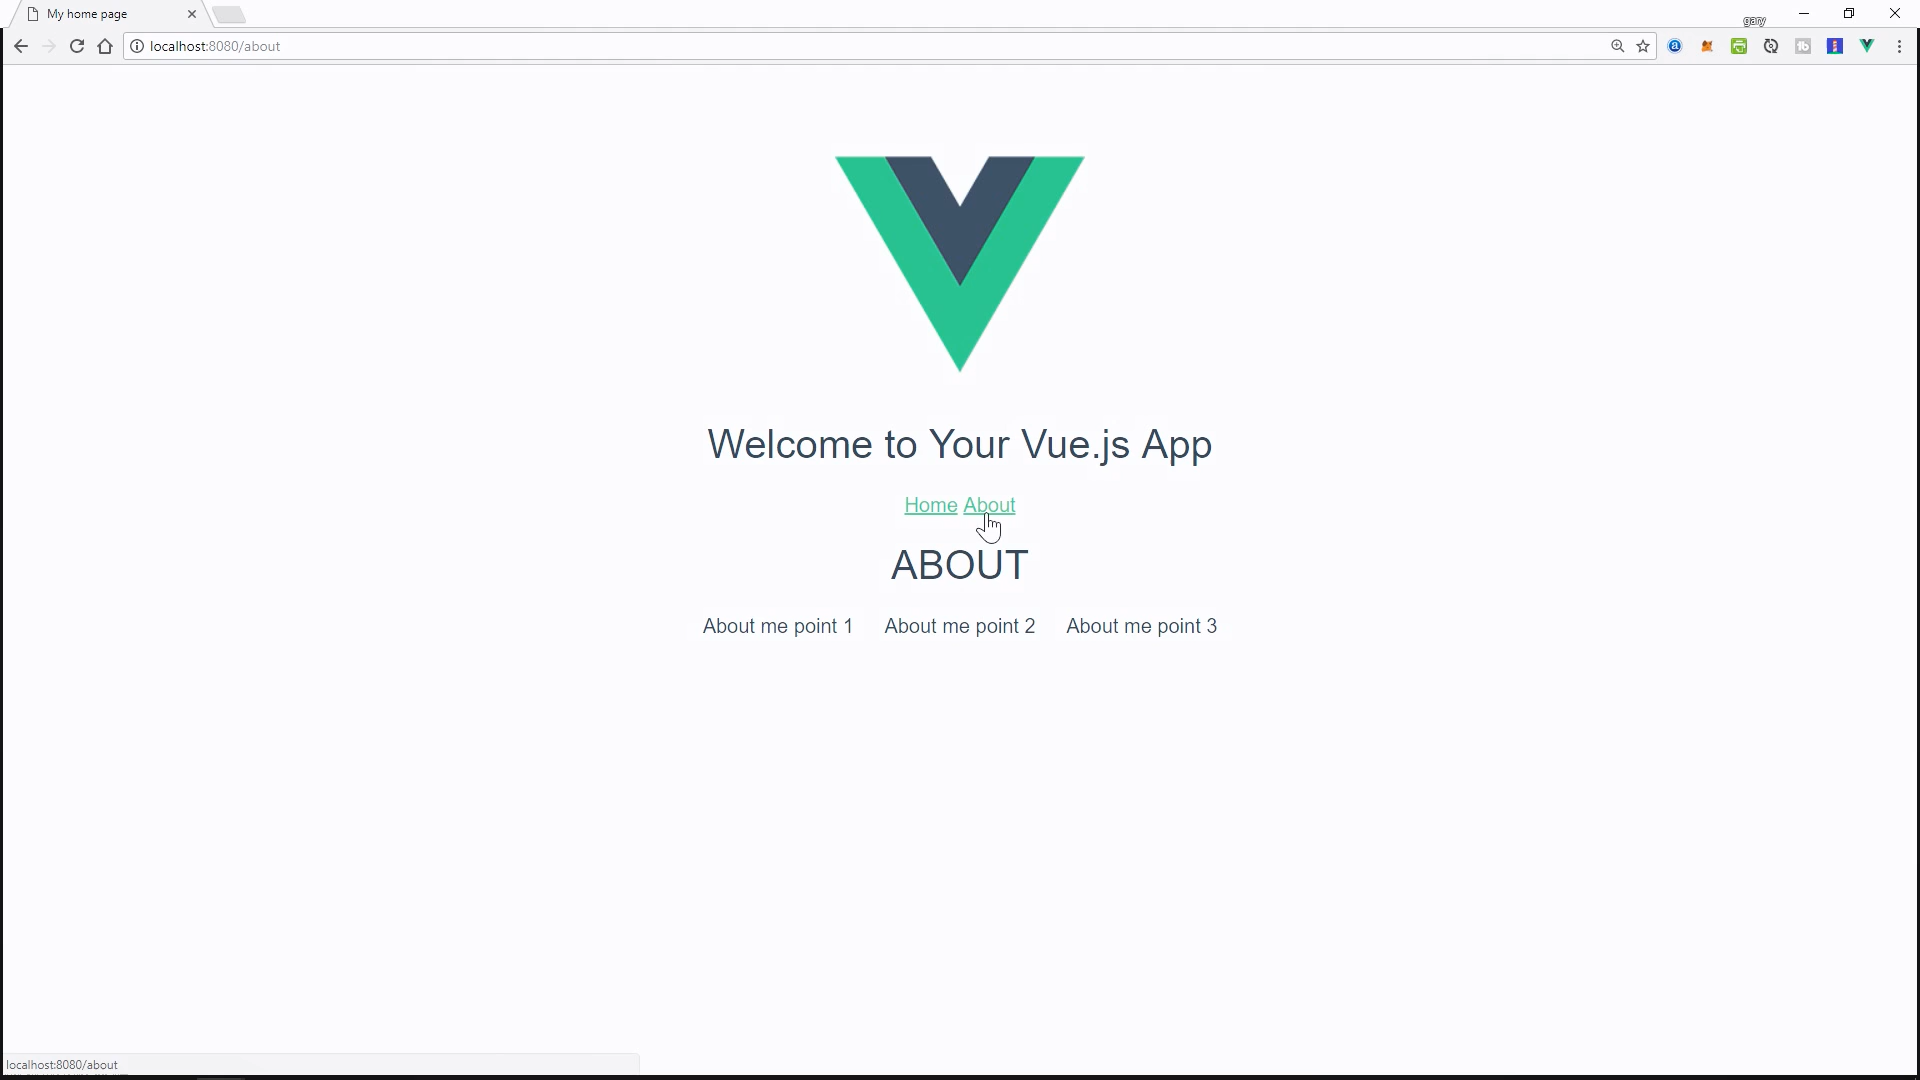 My home page
gary
localhost:8080/about
Welcome to Your Vue.js App
Home About
ABOUT
About me point 1 About me point 2 About me point 3
localhost:8080/about